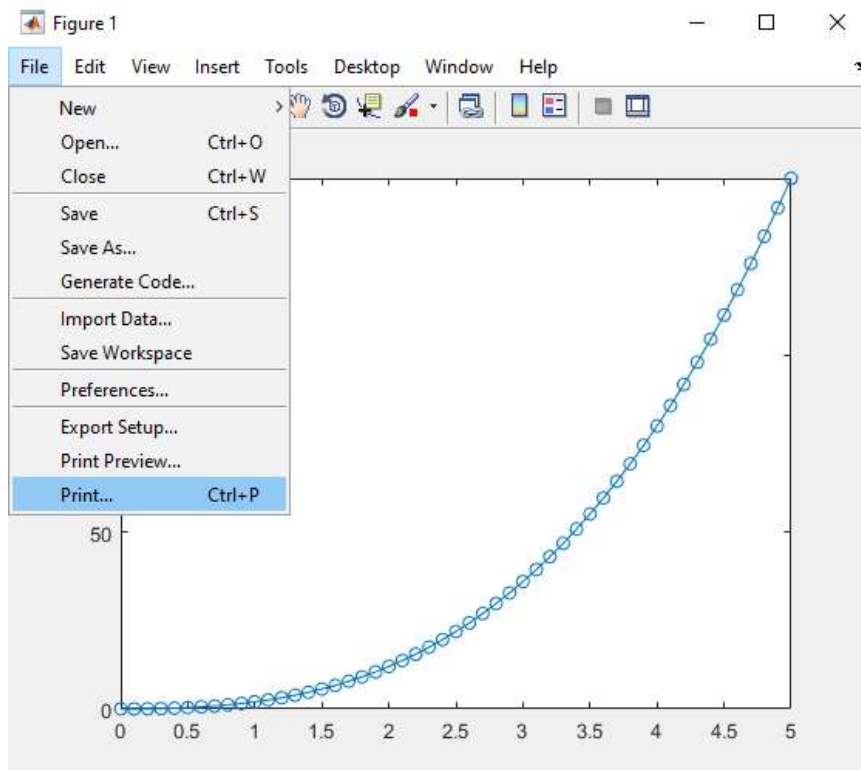 Figure 1
File Edit View Insert Tools Desktop Window Help
New
Open... Ctrl+O
Close Ctrl+W
Save Ctrl+S
Save As...
Generate Code...
Import Data...
Save Workspace
Preferences...
Export Setup...
Print Preview...
Print... Ctrl+P
50
0
0 0.5 1 1.5 2 2.5 3 3.5 4 4.5 5